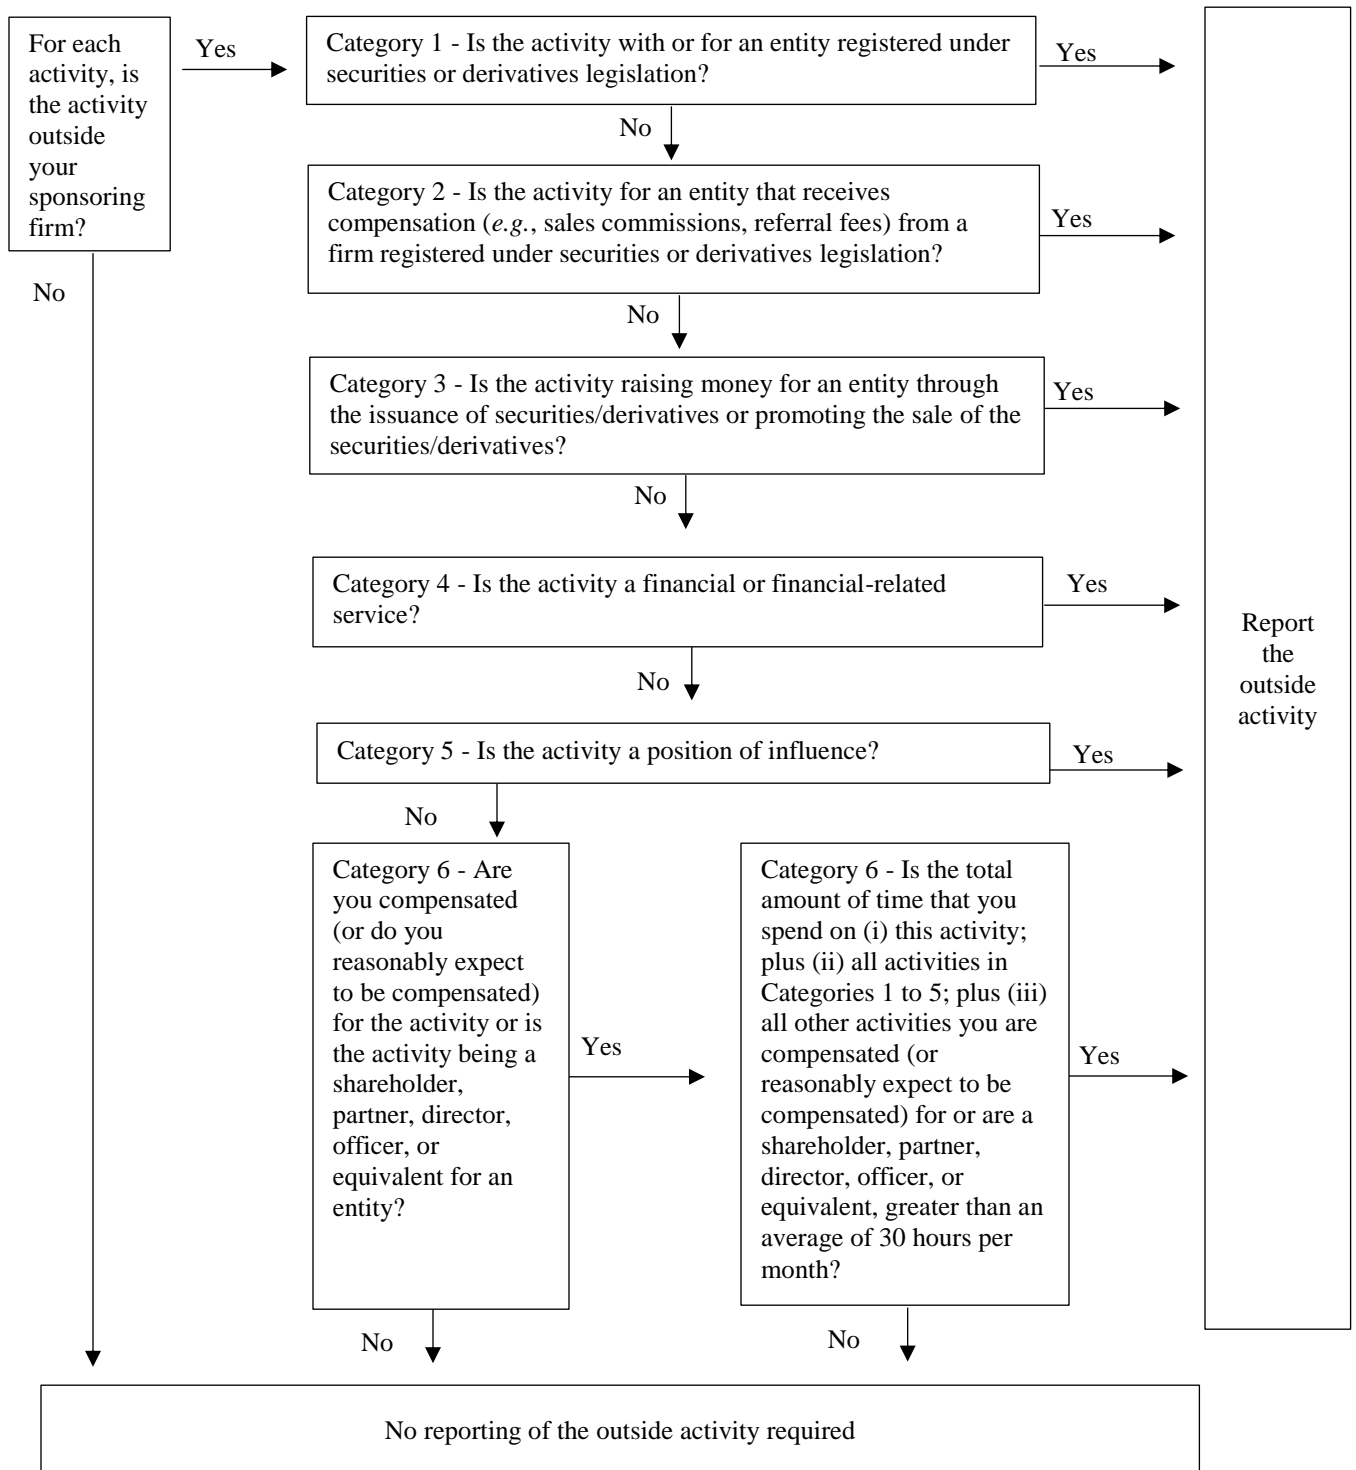 For each
activity, is
the activity
outside
your
sponsoring
firm?
Yes
Category 1 - Is the activity with or for an entity registered under
securities or derivatives legislation?
Yes
No
Category 2 - Is the activity for an entity that receives
compensation (e.g., sales commissions, referral fees) from a
firm registered under securities or derivatives legislation?
Yes
No
No
Category 3 - Is the activity raising money for an entity through
the issuance of securities/derivatives or promoting the sale of the
securities/derivatives?
Yes
No
Category 4 - Is the activity a financial or financial-related
service?
Yes
No
Category 5 - Is the activity a position of influence?
Yes
No
Category 6 - Are
you compensated
(or do you
reasonably expect
to be compensated)
for the activity or is
the activity being a
shareholder,
partner, director,
officer, or
equivalent for an
entity?
Yes
No
Category 6 - Is the total
amount of time that you
spend on (i) this activity;
plus (ii) all activities in
Categories 1 to 5; plus (iii)
all other activities you are
compensated (or
reasonably expect to be
compensated) for or are a
shareholder, partner,
director, officer, or
equivalent, greater than an
average of 30 hours per
month?
Yes
No
Report
the
outside
activity
No reporting of the outside activity required